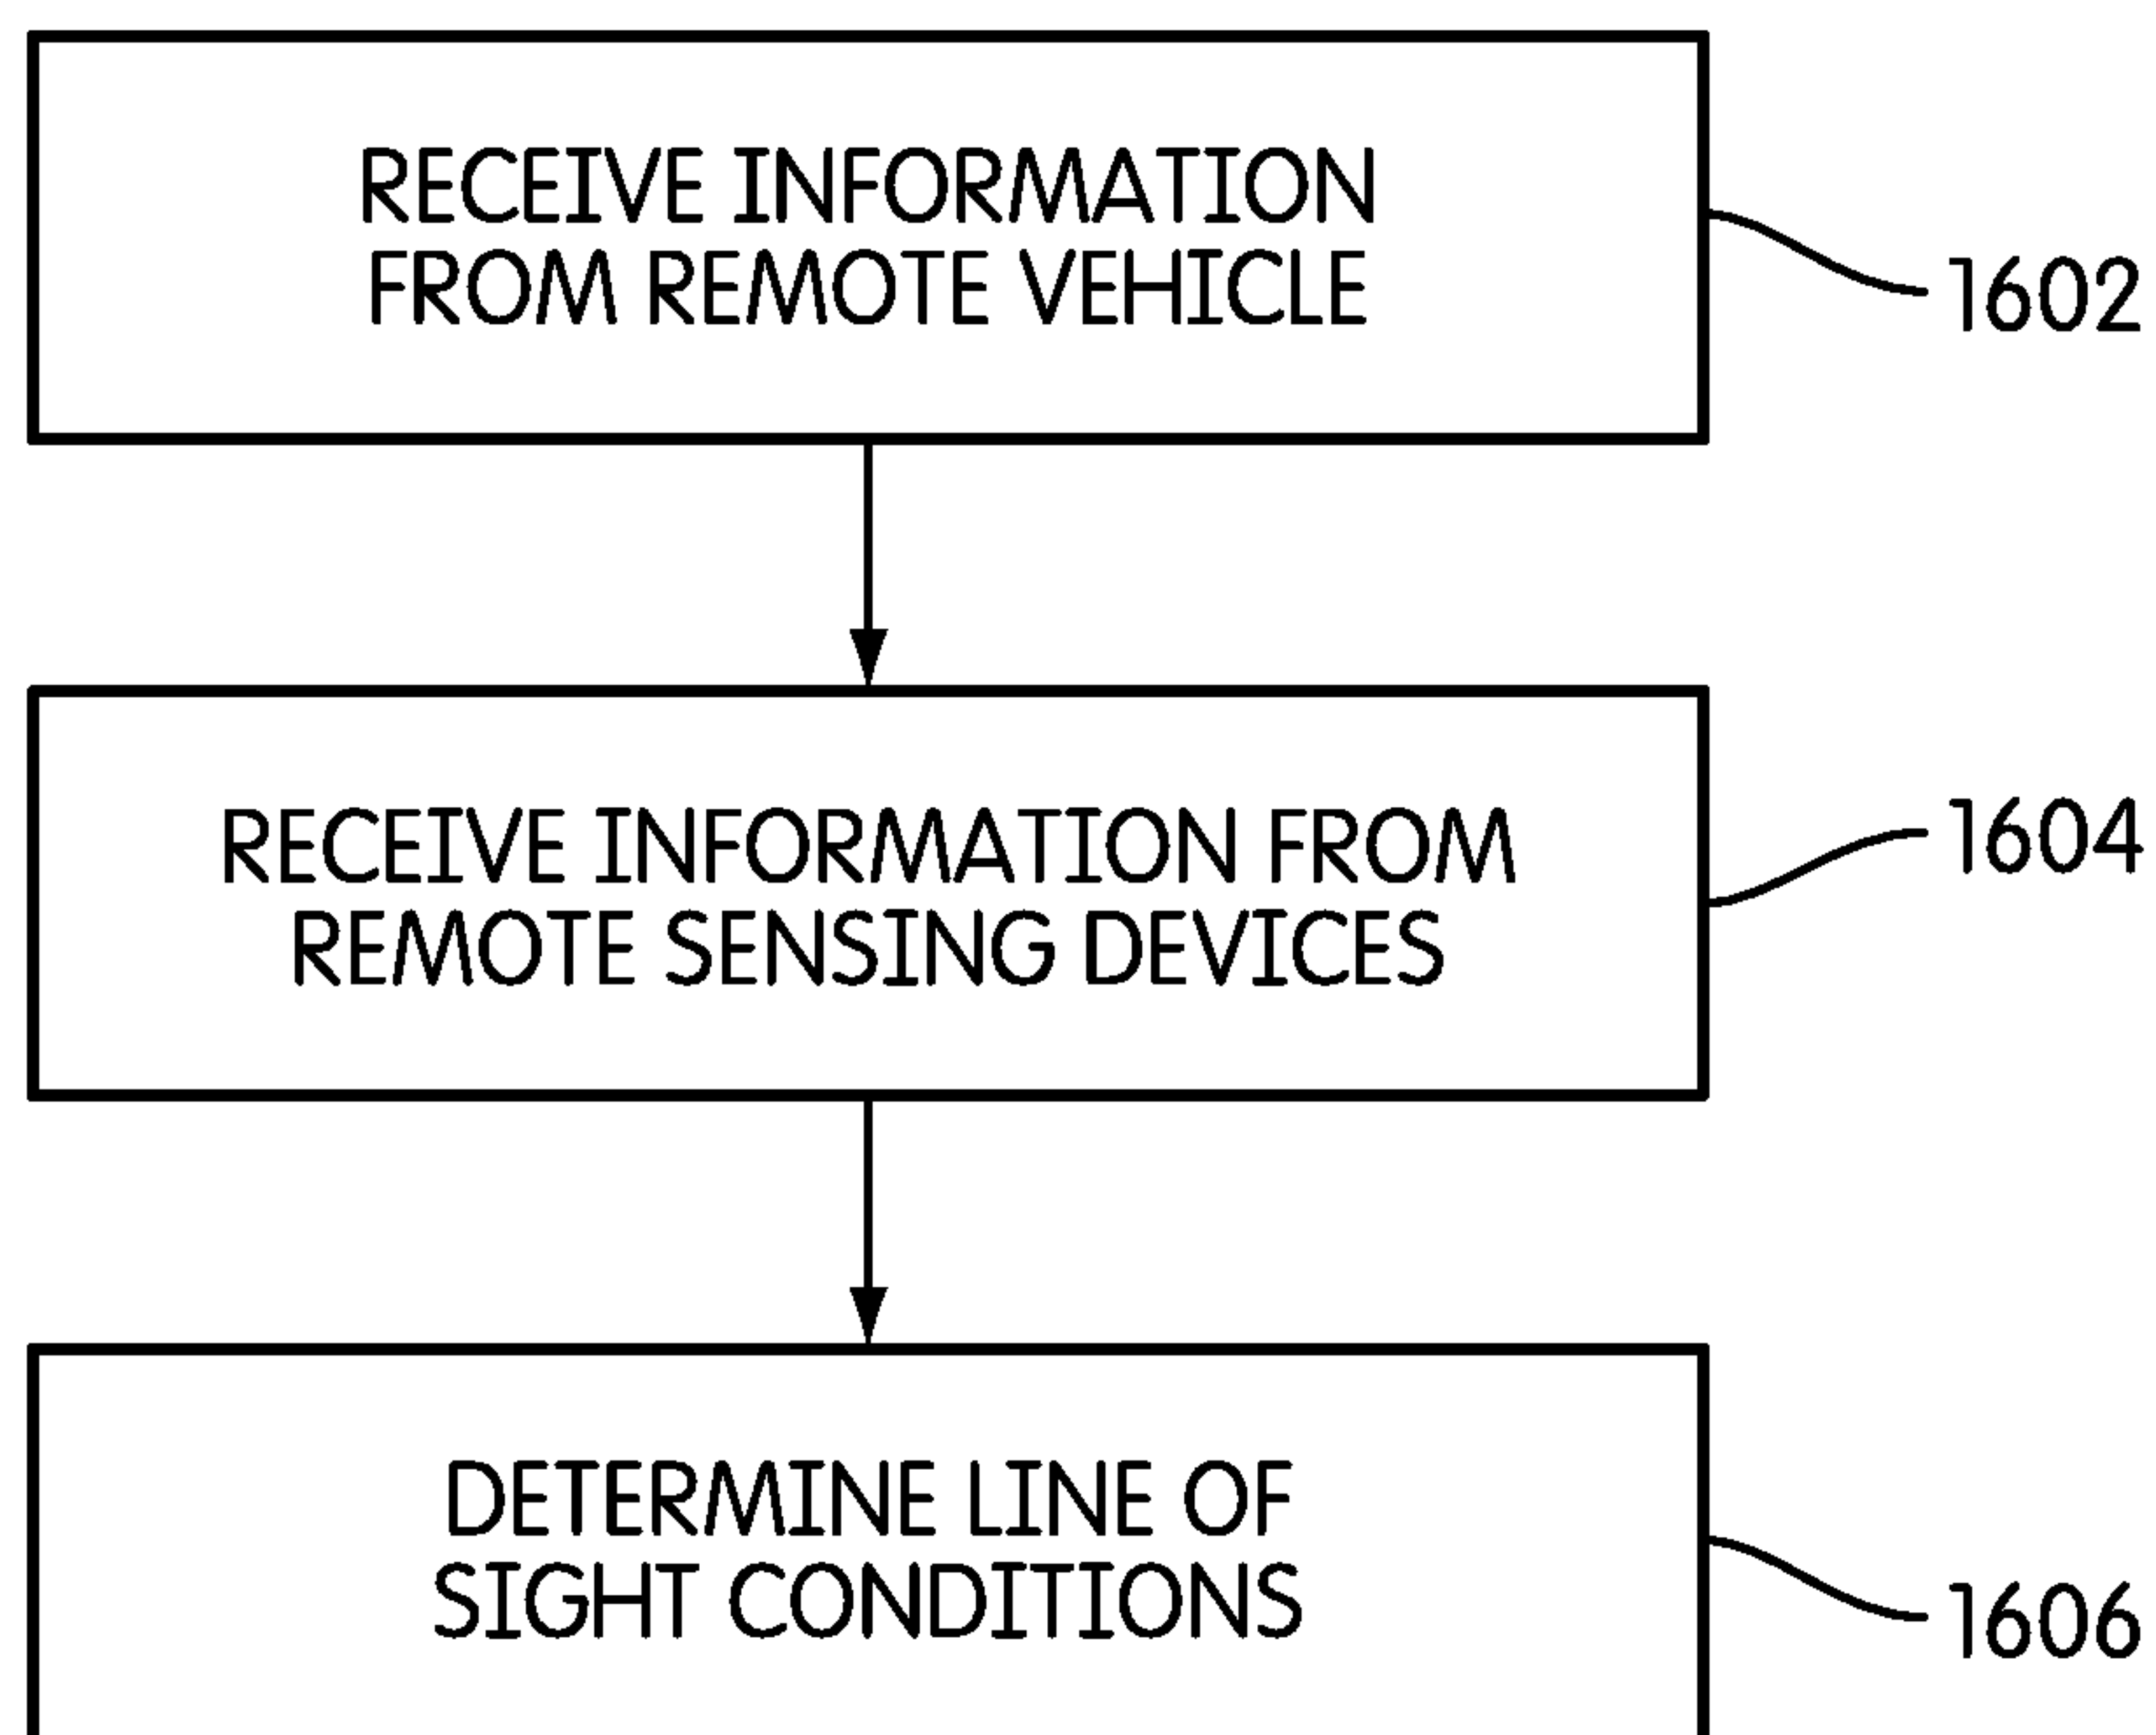 RECEIVE INFORMATION
FROM REMOTE VEHICLE
1602
RECEIVE INFORMATION FROM
REMOTE SENSING DEVICES
1604
DETERMINE LINE OF
SIGHT CONDITIONS
1606